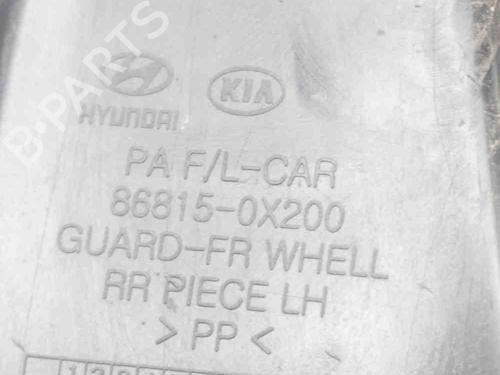 HYUNDAI KIA
PA F/L-CAR
86815-0X200
GUARD-FR WHELL
RR PIECE LH
> PP <
B-PARTS